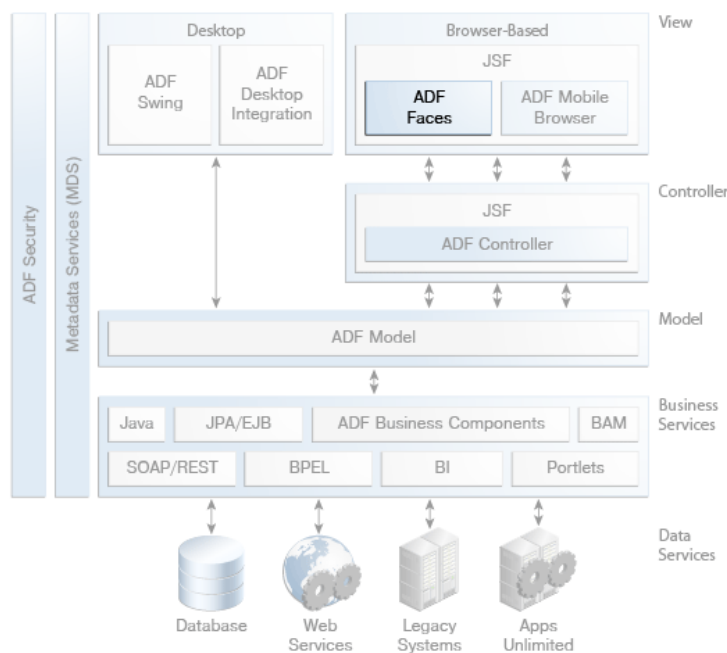 Desktop
Browser-Based
View
JSF
ADF
Swing
ADF
Desktop
Integration
ADF
Faces
ADF Mobile
Browser
Controller
JSF
ADF Controller
ADF Security
Metadata Services (MDS)
Model
ADF Model
Business
Services
Java
JPA/EJB
ADF Business Components
BAM
SOAP/REST
BPEL
BI
Portlets
Data
Services
Database
Web
Services
Legacy
Systems
Apps
Unlimited